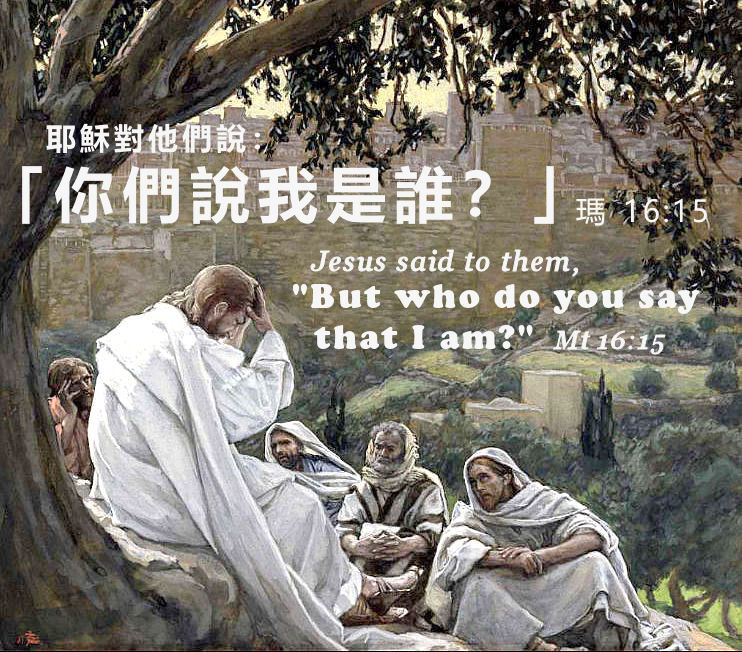 耶穌對他們說：
「你們說我是誰？」瑪 16:15
Jesus said to them,
"But who do you say
that I am?" Mt 16:15